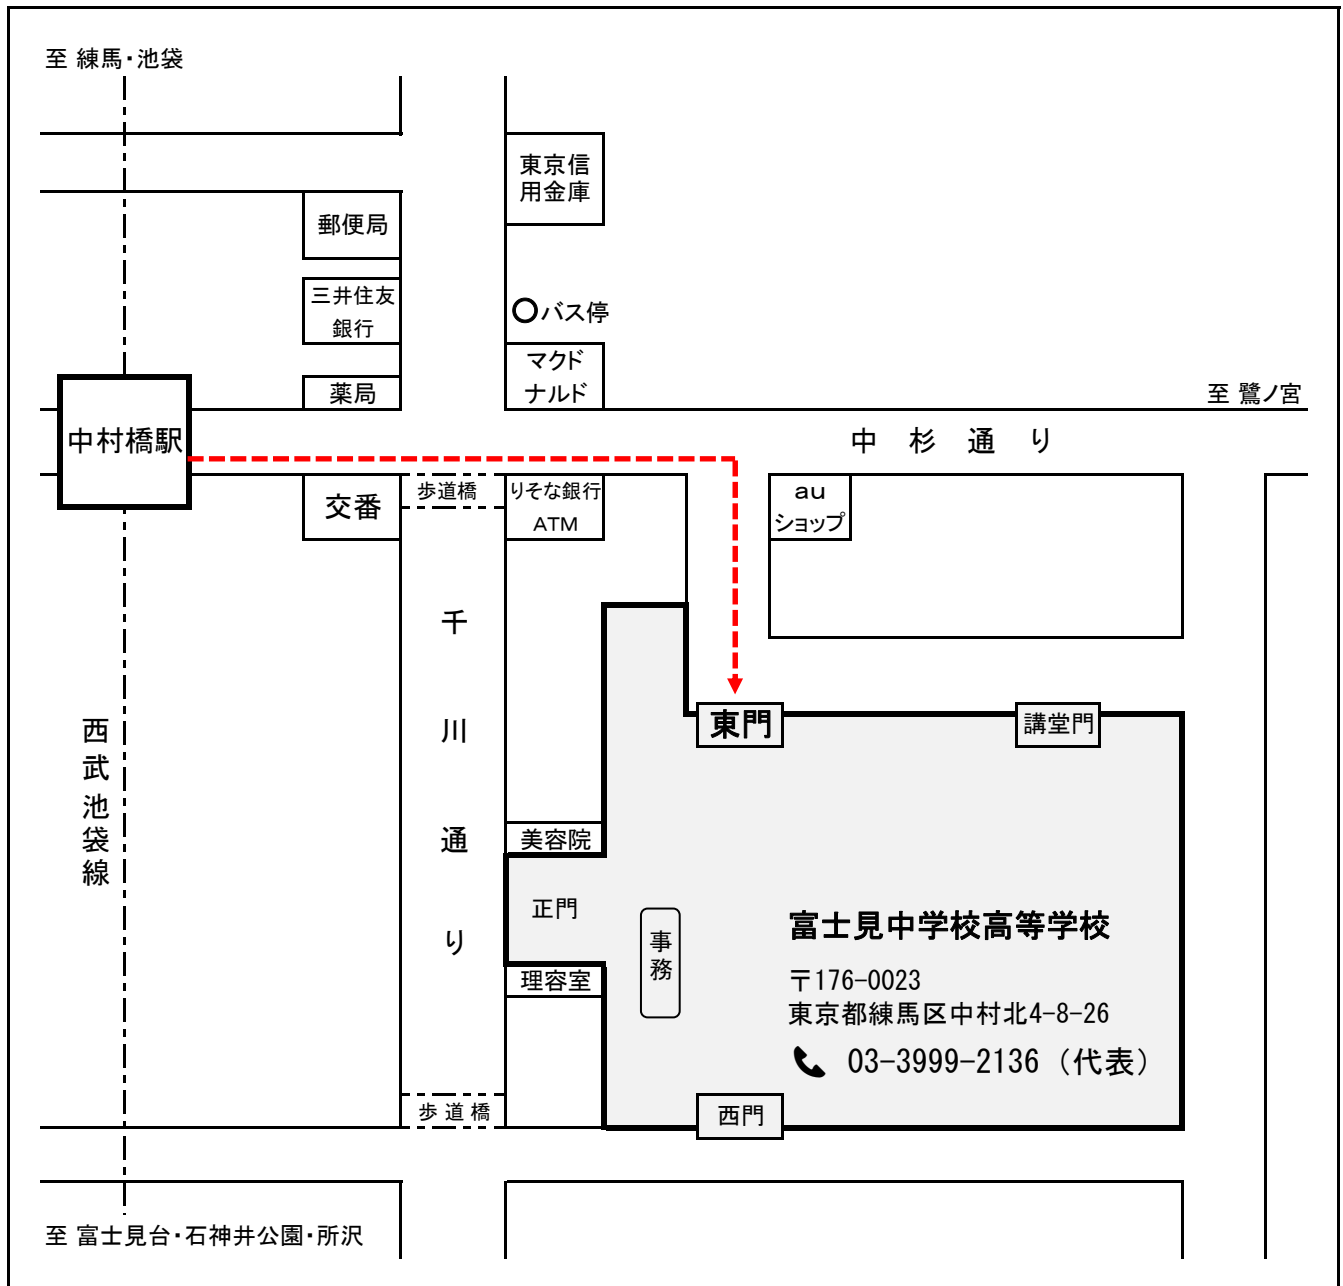 至 練馬・池袋
東京信
用金庫
郵便局
三井住友
銀行
バス停
マクド
ナルド
薬局
至 鷺ノ宮
中村橋駅
中杉通り
歩道橋
りそな銀行
ATM
au
ショップ
交番
千川通り
西武池袋線
東門
講堂門
美容院
正門
事務
富士見中学校高等学校
理容室
〒176-0023
東京都練馬区中村北4-8-26
03-3999-2136（代表）
歩道橋
西門
至 富士見台・石神井公園・所沢